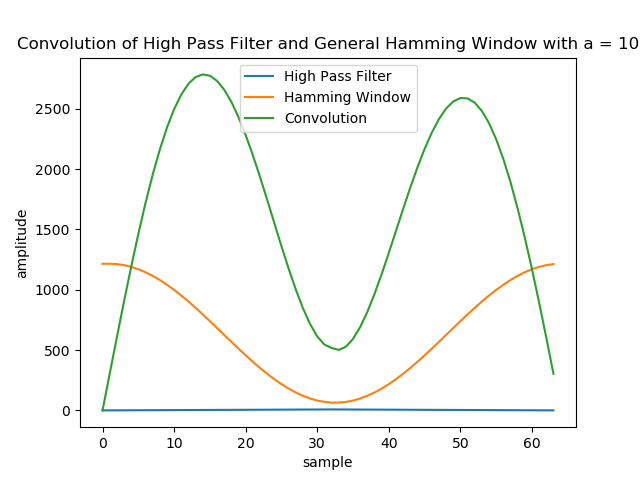 Convolution of High Pass Filter and General Hamming Window with a = 10
High Pass Filter
Hamming Window
Convolution
amplitude
2500
2000
1500
1000
500
0
0 10 20 30 40 50 60
sample